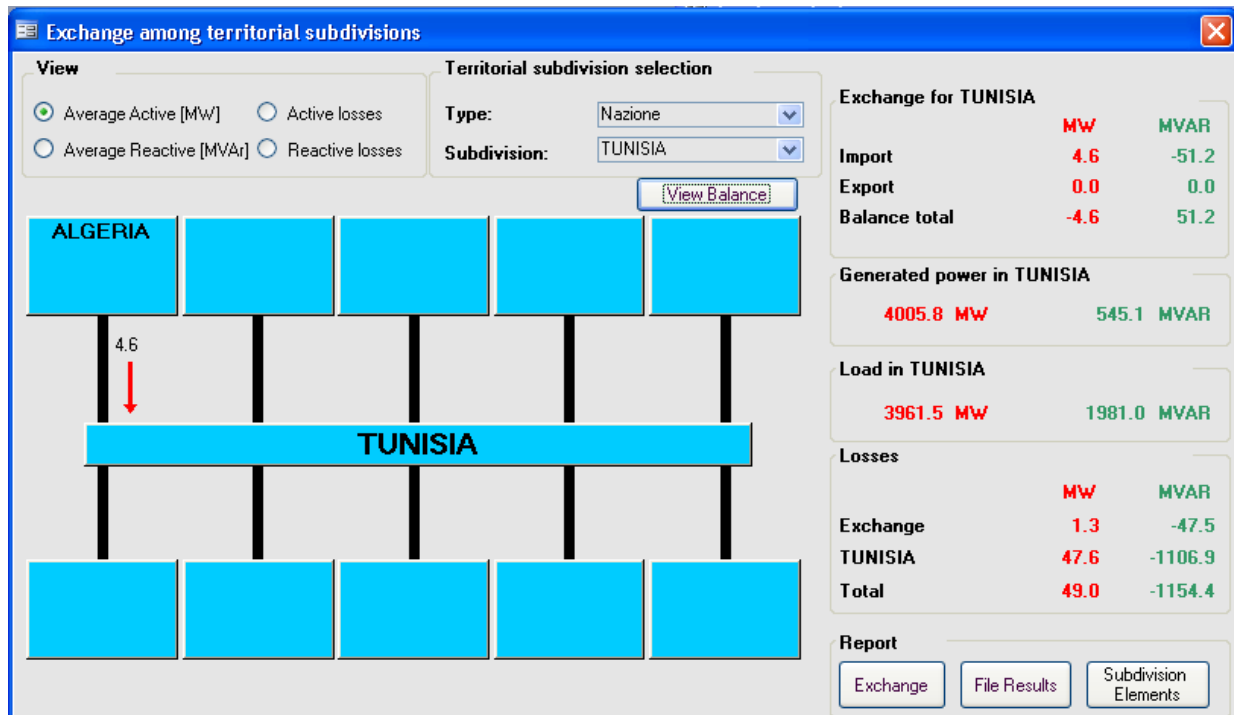 Exchange among territorial subdivisions
View
Average Active [MW] Active losses
Average Reactive [MVAr] Reactive losses
Territorial subdivision selection
Type: Nazione
Subdivision: TUNISIA
View Balance
ALGERIA
4.6
TUNISIA
Exchange for TUNISIA
MW MVAR
Import 4.6 -51.2
Export 0.0 0.0
Balance total -4.6 51.2
Generated power in TUNISIA
4005.8 MW 545.1 MVAR
Load in TUNISIA
3961.5 MW 1981.0 MVAR
Losses
MW MVAR
Exchange 1.3 -47.5
TUNISIA 47.6 -1106.9
Total 49.0 -1154.4
Report
Exchange
File Results
Subdivision
Elements